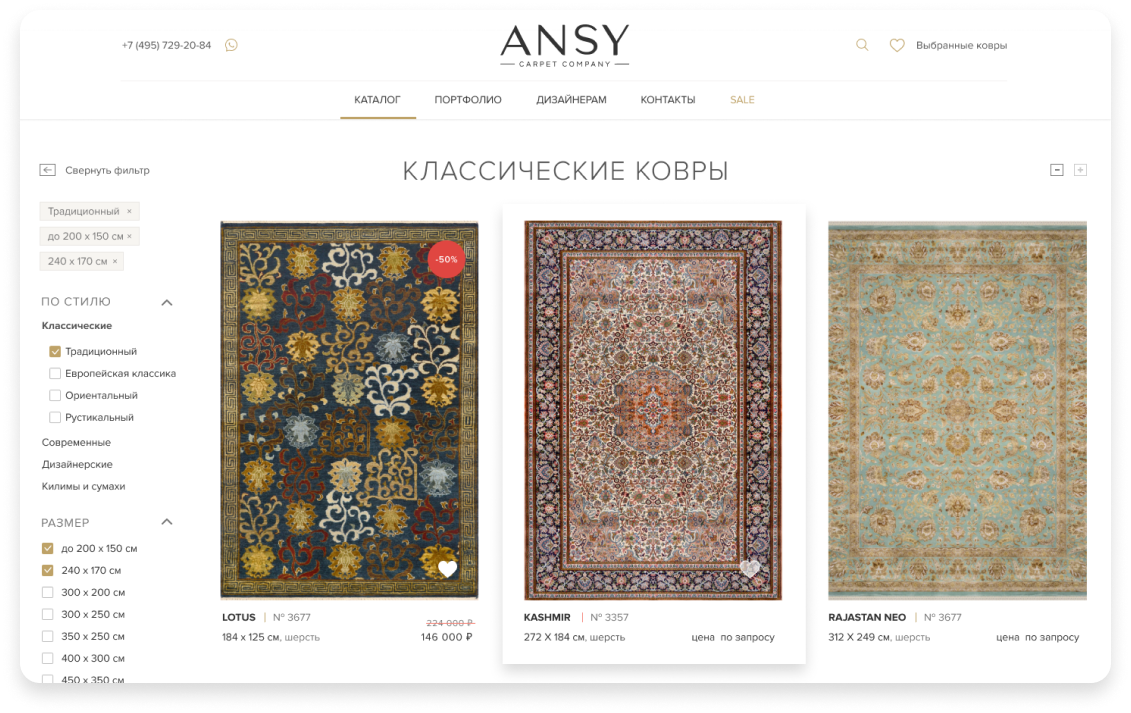 +7 (495) 729-20-84
ANSY
CARPET COMPANY
Выбранные ковры
КАТАЛОГ ПОРТФОЛИО ДИЗАЙНЕРАМ КОНТАКТЫ SALE
Свернуть фильтр
КЛАССИЧЕСКИЕ КОВРЫ
Традиционный ×
до 200 x 150 см ×
240 x 170 см ×
ПО СТИЛЮ
Классические
Традиционный
Европейская классика
Ориентальный
Рустикальный
Современные
Дизайнерские
Килимы и сумахи
РАЗМЕР
до 200 x 150 см
240 x 170 см
300 x 200 см
300 x 250 см
350 x 250 см
400 x 300 см
450 x 350 см
-50%
LOTUS | № 3677
224 000 ₽
184 x 125 см, шерсть
146 000 ₽
KASHMIR | № 3357
272 X 184 см, шерсть
цена по запросу
RAJASTAN NEO | № 3677
312 X 249 см, шерсть
цена по запросу